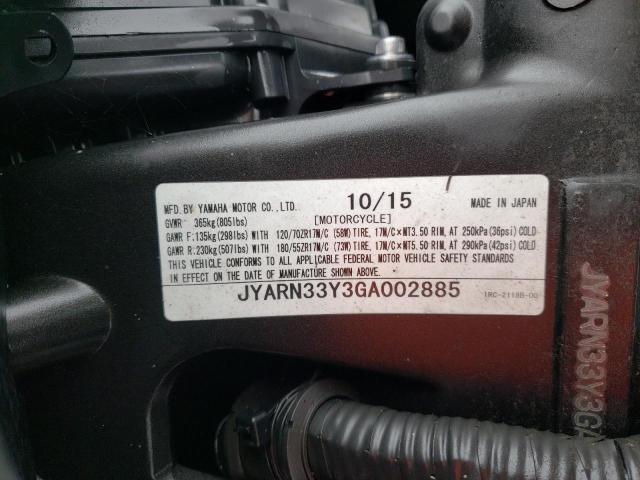 MFD. BY YAMAHA MOTOR CO., LTD. 10/15 MADE IN JAPAN
GVWR 365kg(805lbs) [MOTORCYCLE]
GAWR F:135kg(298lbs) WITH 120/70ZR17M/C (58W) TIRE, 17M/C×MT3.50 RIM, AT 250kPa(36psi) COLD
GAWR R:230kg(507lbs) WITH 180/55ZR17M/C (73W) TIRE, 17M/C×MT5.50 RIM, AT 290kPa(42psi) COLD
THIS VEHICLE CONFORMS TO ALL APPLICABLE FEDERAL MOTOR VEHICLE SAFETY STANDARDS
IN EFFECT ON THE DATE OF MANUFACTURE SHOWN ABOVE.
JYARN33Y3GA002885
1RC-2118B-00
JYARN33Y3GA